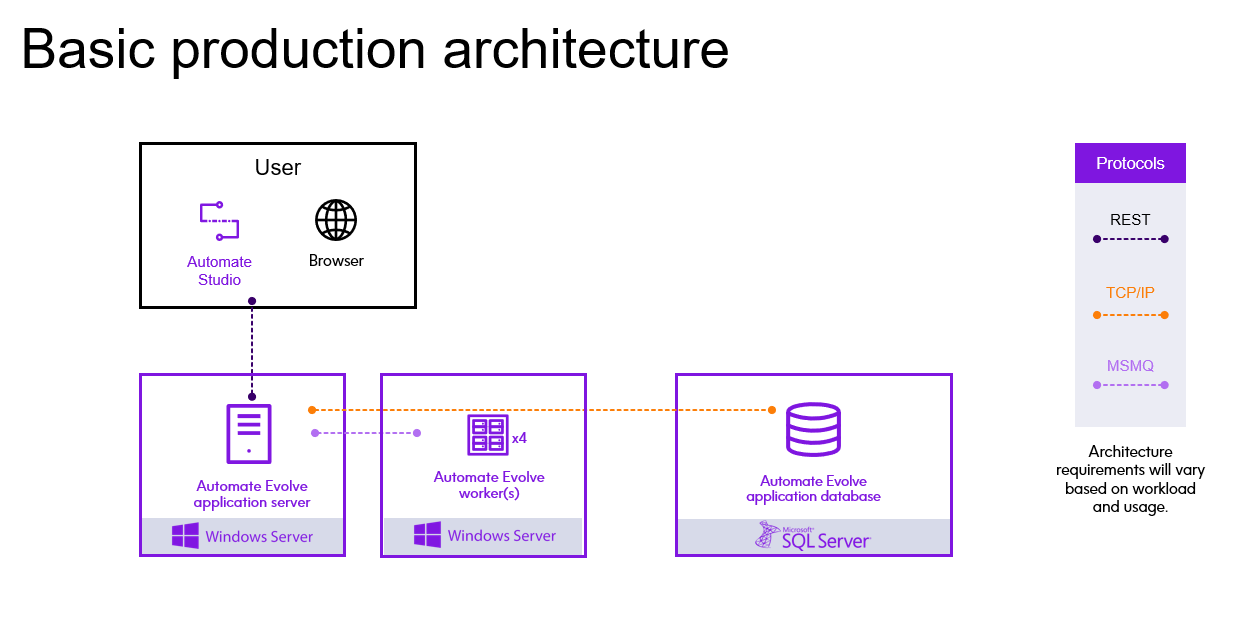 Basic production architecture
User
Automate
Studio
Browser
Protocols
REST
TCP/IP
MSMQ
Architecture
requirements will vary
based on workload
and usage.
Automate Evolve
application server
Windows Server
x4
Automate Evolve
worker(s)
Windows Server
Automate Evolve
application database
Microsoft
SQL Server